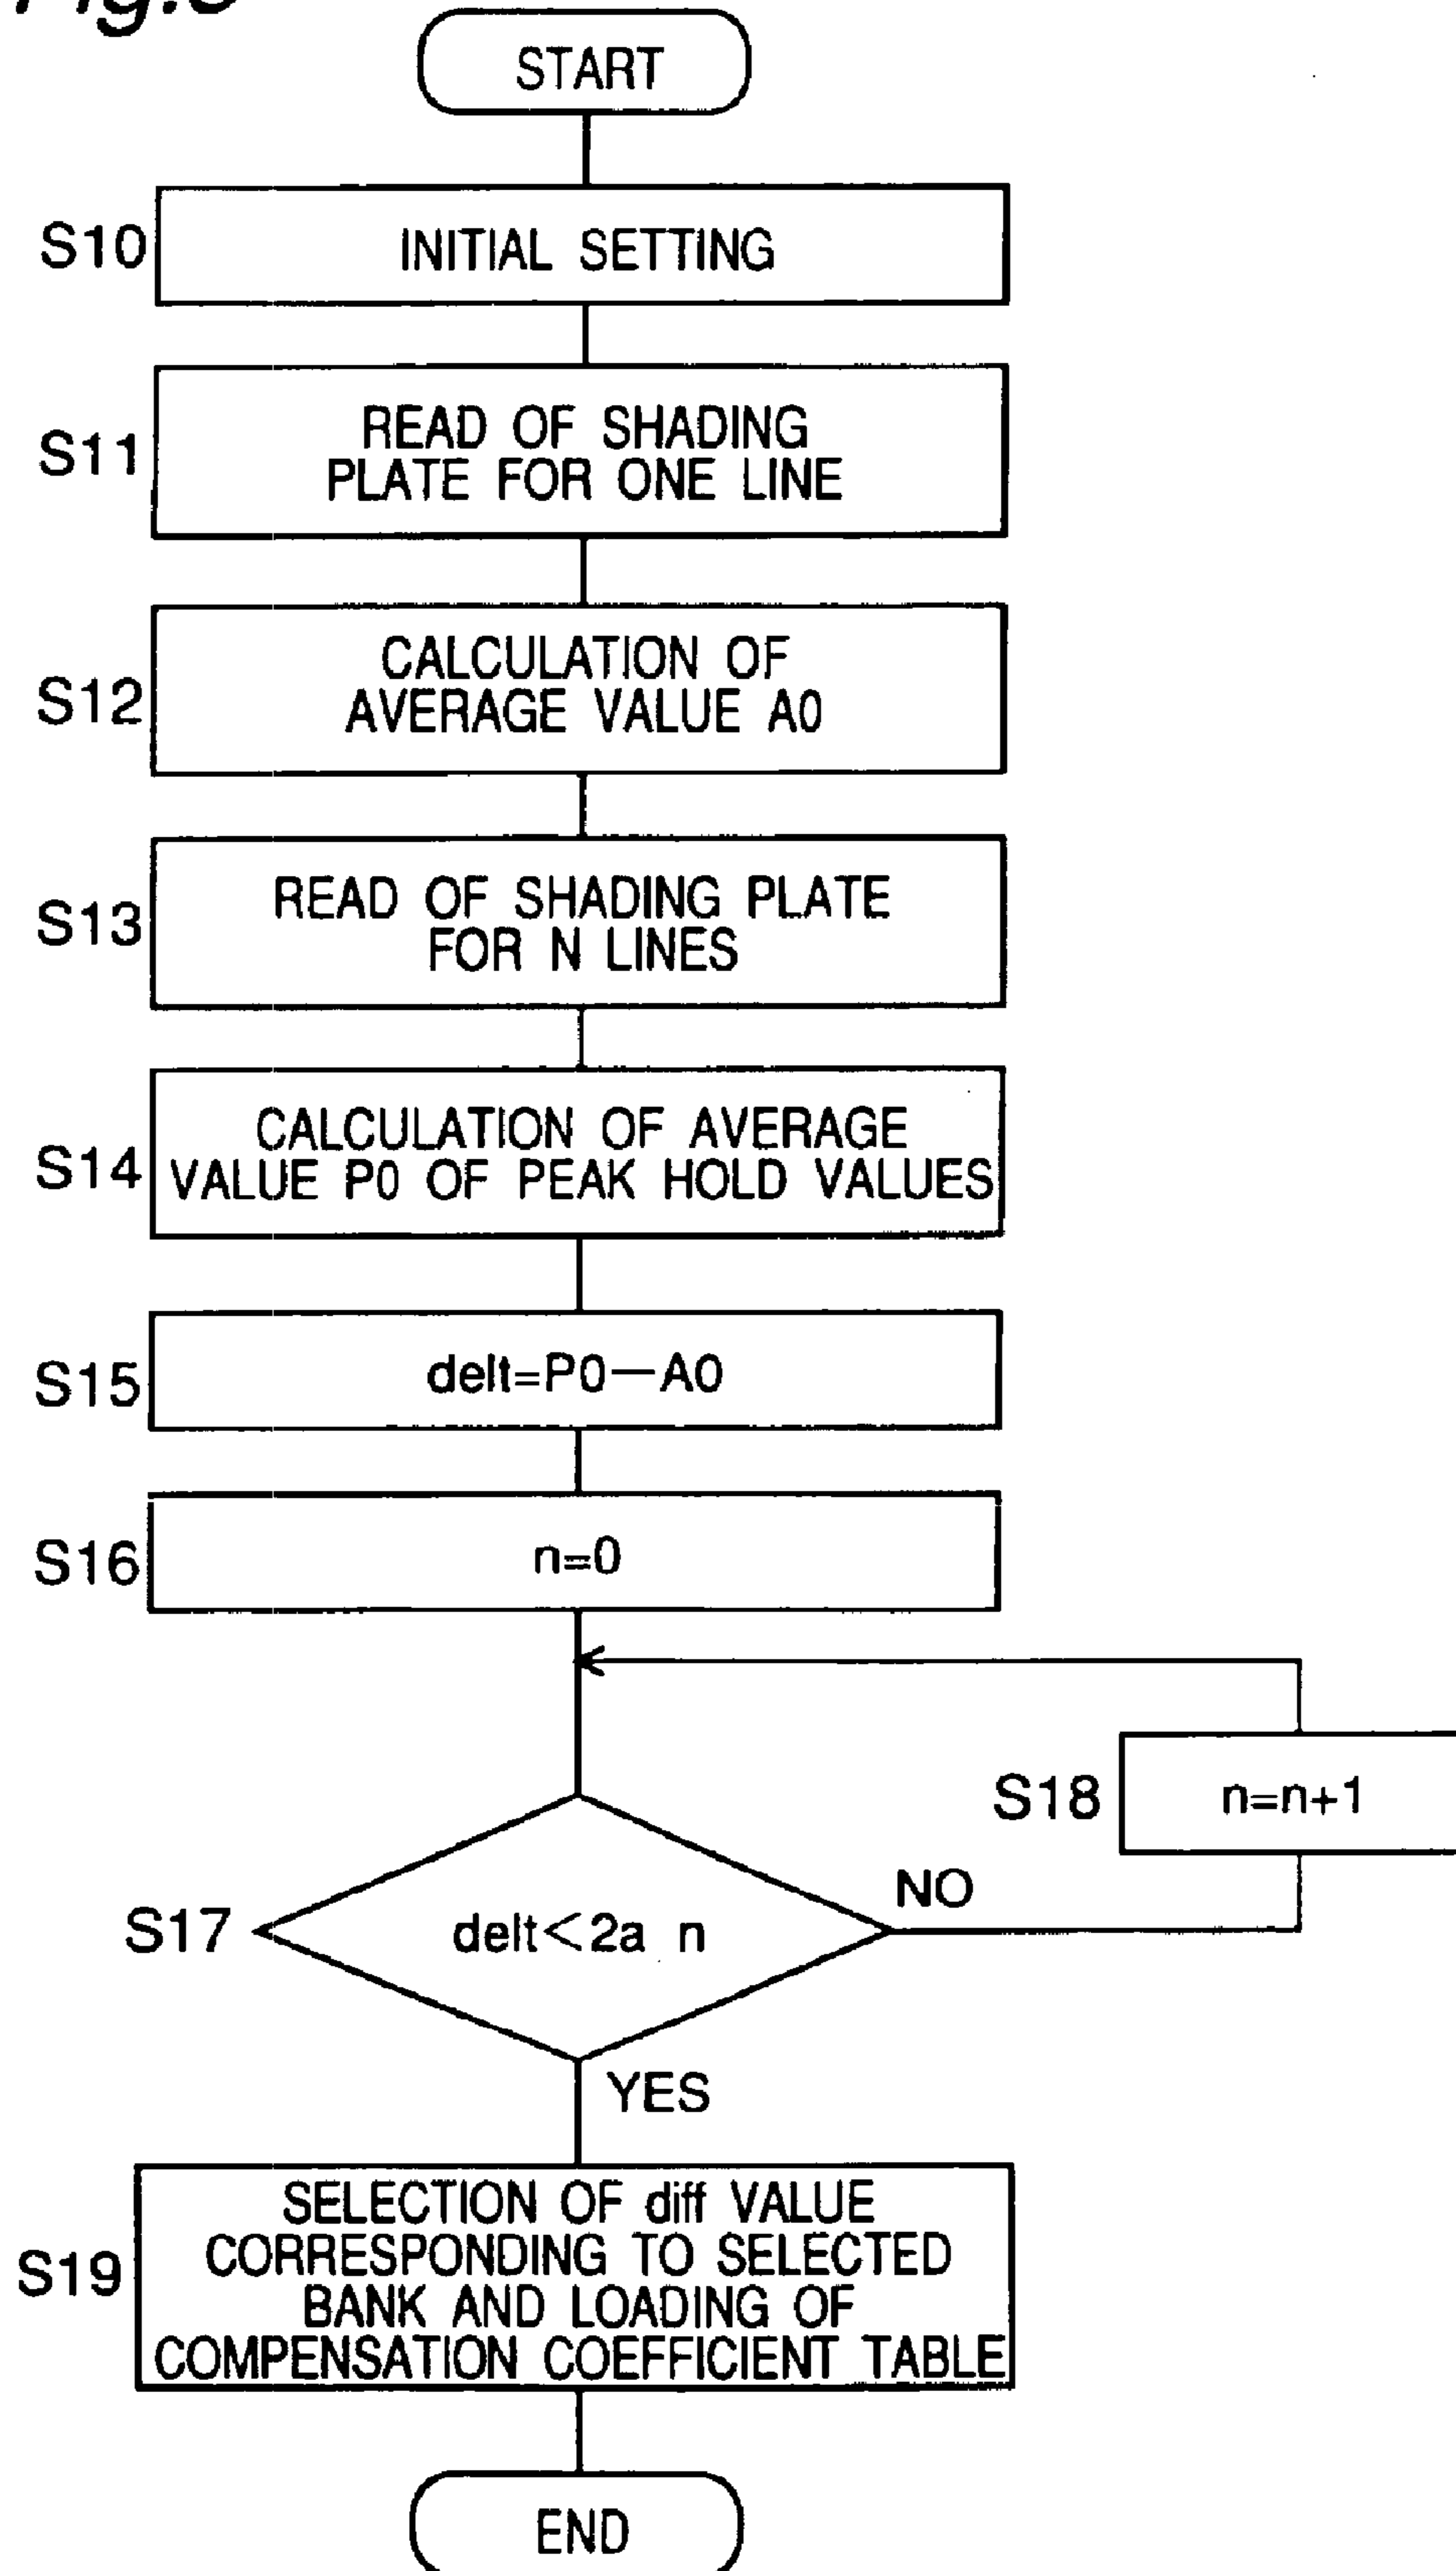 START
S10
INITIAL SETTING
S11
READ OF SHADING
PLATE FOR ONE LINE
S12
CALCULATION OF
AVERAGE VALUE A0
S13
READ OF SHADING PLATE
FOR N LINES
S14
CALCULATION OF AVERAGE
VALUE P0 OF PEAK HOLD VALUES
S15
delt=P0—A0
S16
n=0
S18
n=n+1
NO
S17
delt<2a n
YES
S19
SELECTION OF diff VALUE
CORRESPONDING TO SELECTED
BANK AND LOADING OF
COMPENSATION COEFFICIENT TABLE
END